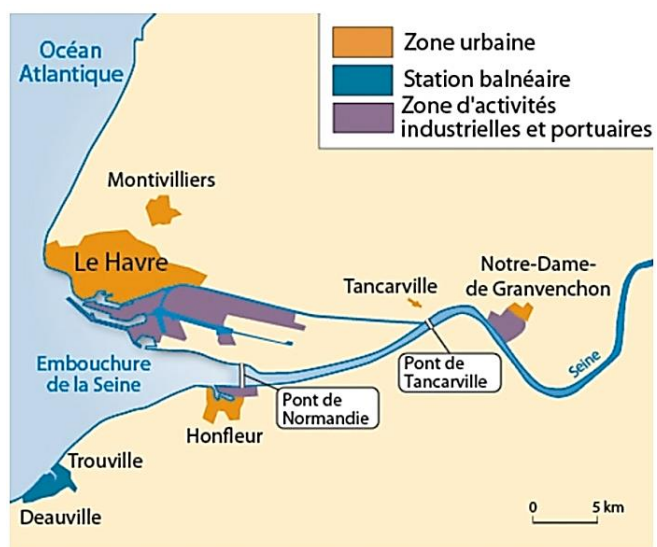 Océan
Atlantique
Zone urbaine
Station balnéaire
Zone d'activités
industrielles et portuaires
Montivilliers
Le Havre
Tancarville
Notre-Dame-
de Granvenchon
Embouchure
de la Seine
Pont de
Tancarville
Seine
Pont de
Normandie
Honfleur
Trouville
Deauville
0 5 km